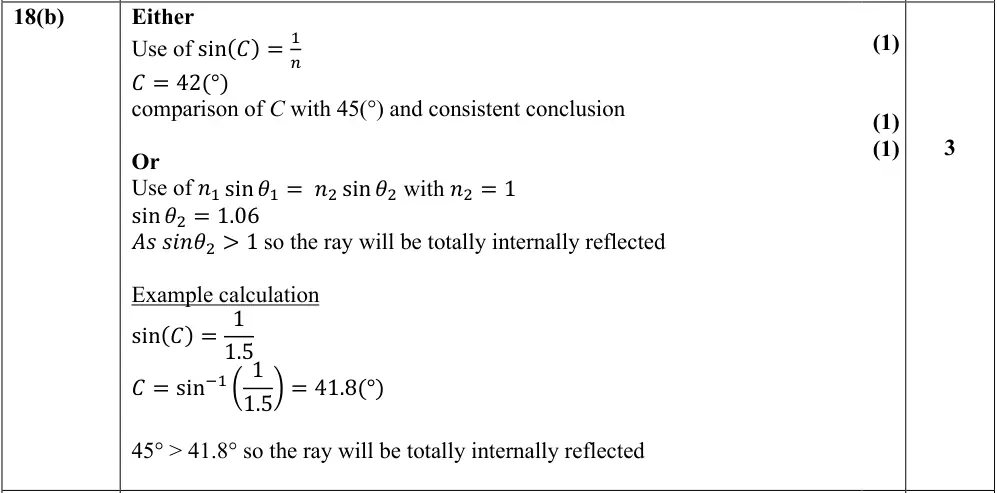 18(b)
Either
Use of sin(𝐶) = 1/𝑛 (1)
𝐶 = 42(°)
comparison of C with 45(°) and consistent conclusion
(1)
Or (1) 3
Use of 𝑛₁ sin 𝜃₁ = 𝑛₂ sin 𝜃₂ with 𝑛₂ = 1
sin 𝜃₂ = 1.06
𝐴𝑠 𝑠𝑖𝑛𝜃₂ > 1 so the ray will be totally internally reflected
Example calculation
sin(𝐶) = 1/1.5
𝐶 = sin⁻¹(1/1.5) = 41.8(°)
45° > 41.8° so the ray will be totally internally reflected